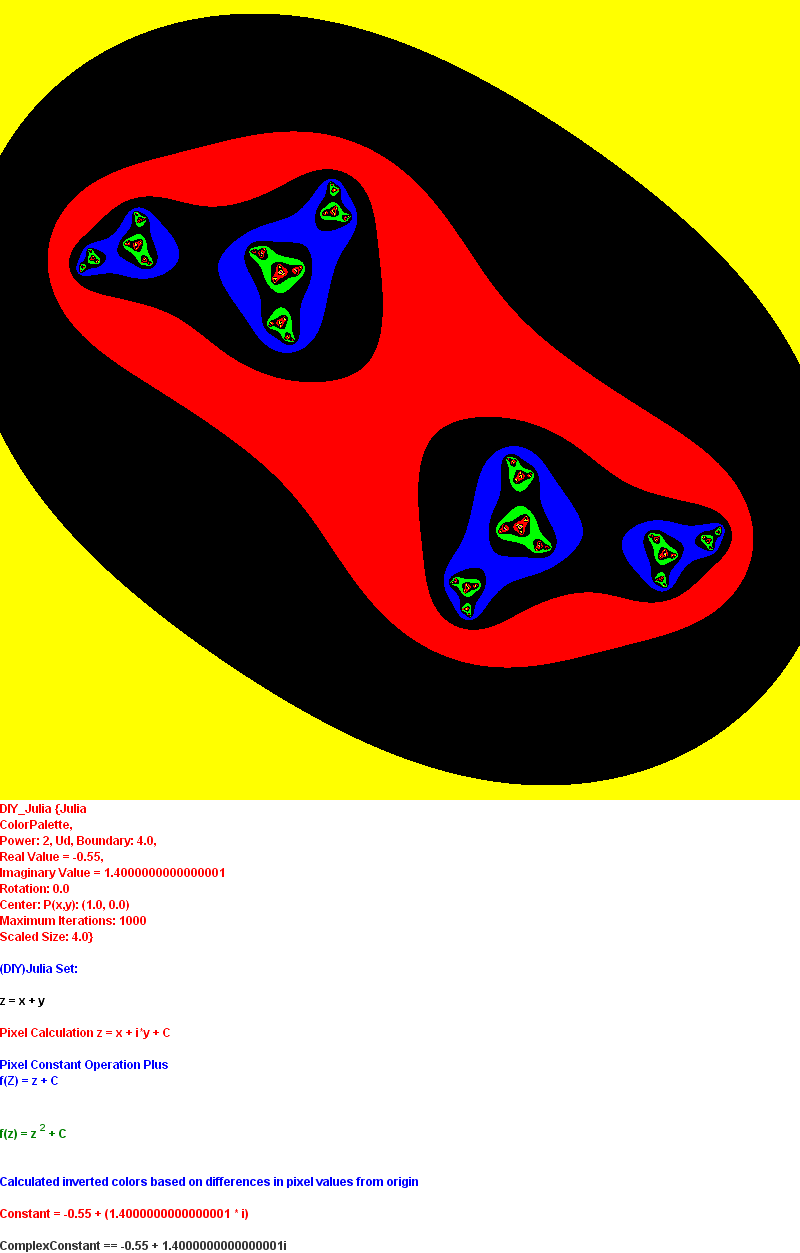 DIY_Julia {Julia
ColorPalette,
Power: 2, Ud, Boundary: 4.0,
Real Value = -0.55,
Imaginary Value = 1.4000000000000001
Rotation: 0.0
Center: P(x,y): (1.0, 0.0)
Maximum Iterations: 1000
Scaled Size: 4.0}
(DIY)Julia Set:
z = x + y
Pixel Calculation z = x + i*y + C
Pixel Constant Operation Plus
f(Z) = z + C
f(z) = z 2 + C
Calculated inverted colors based on differences in pixel values from origin
Constant = -0.55 + (1.4000000000000001 * i)
ComplexConstant == -0.55 + 1.4000000000000001i